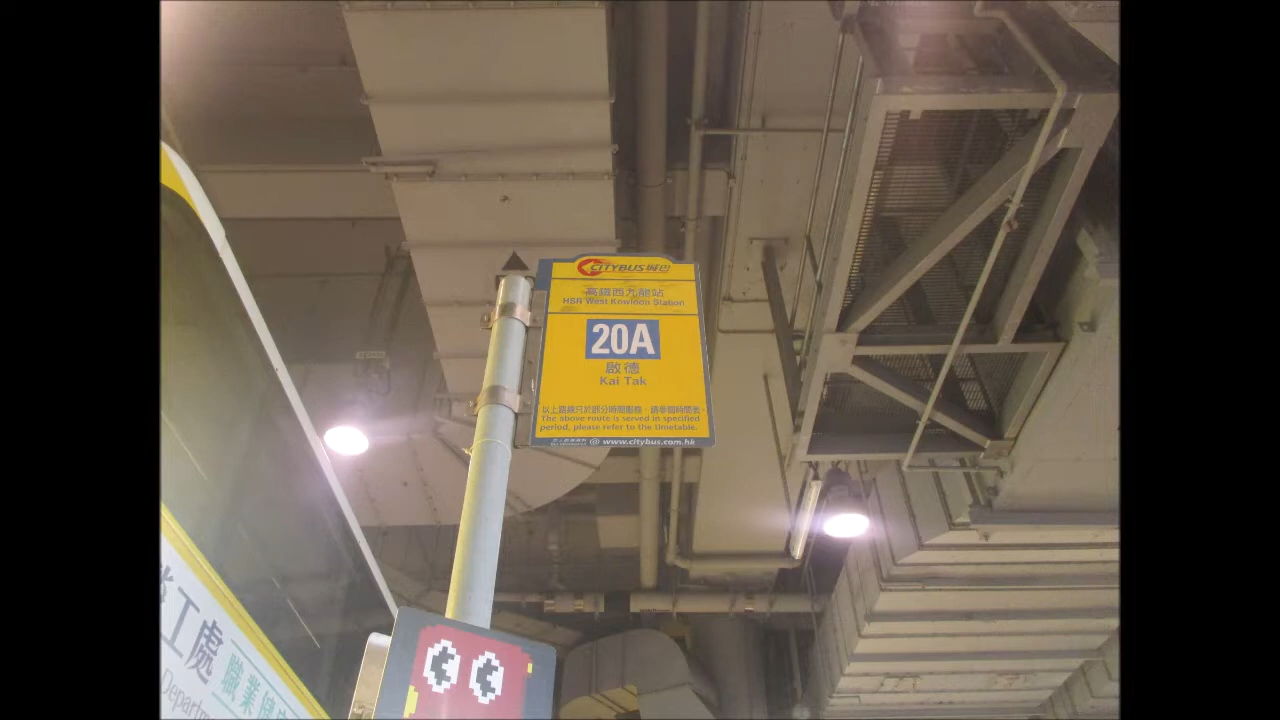 CITYBUS 城巴
高鐵西九龍站
HSR West Kowloon Station
20A
啟德
Kai Tak
以上路線只於部分時間服務，請參閱時間表。
The above route is served in specified
period, please refer to the timetable.
@ www.citybus.com.hk
工處
職業健
Departm